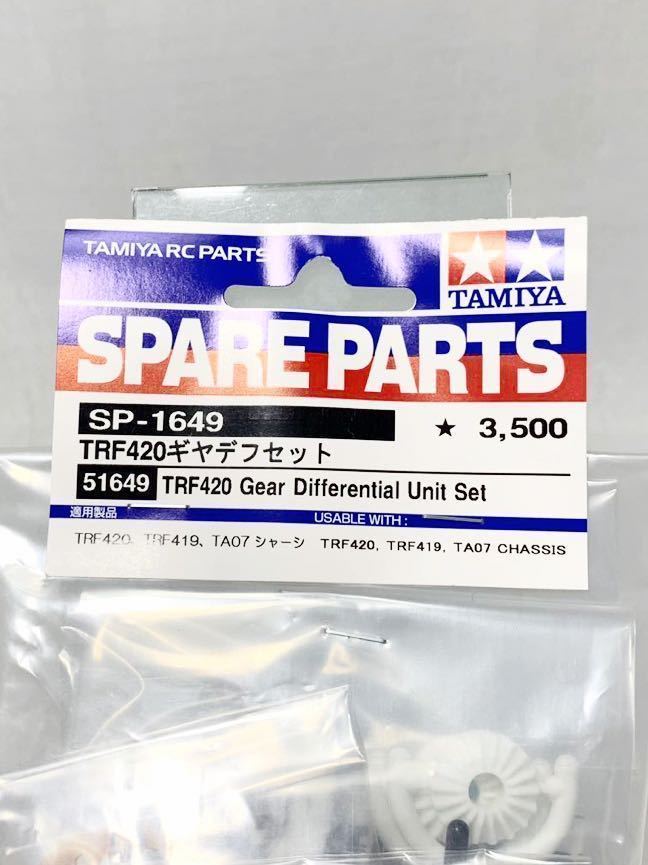 TAMIYA RC PARTS
TAMIYA
SPARE PARTS
SP-1649
★ 3,500
TRF420ギヤデフセット
51649 TRF420 Gear Differential Unit Set
適用製品 USABLE WITH :
TRF420、TRF419、TA07 シャーシ TRF420, TRF419, TA07 CHASSIS